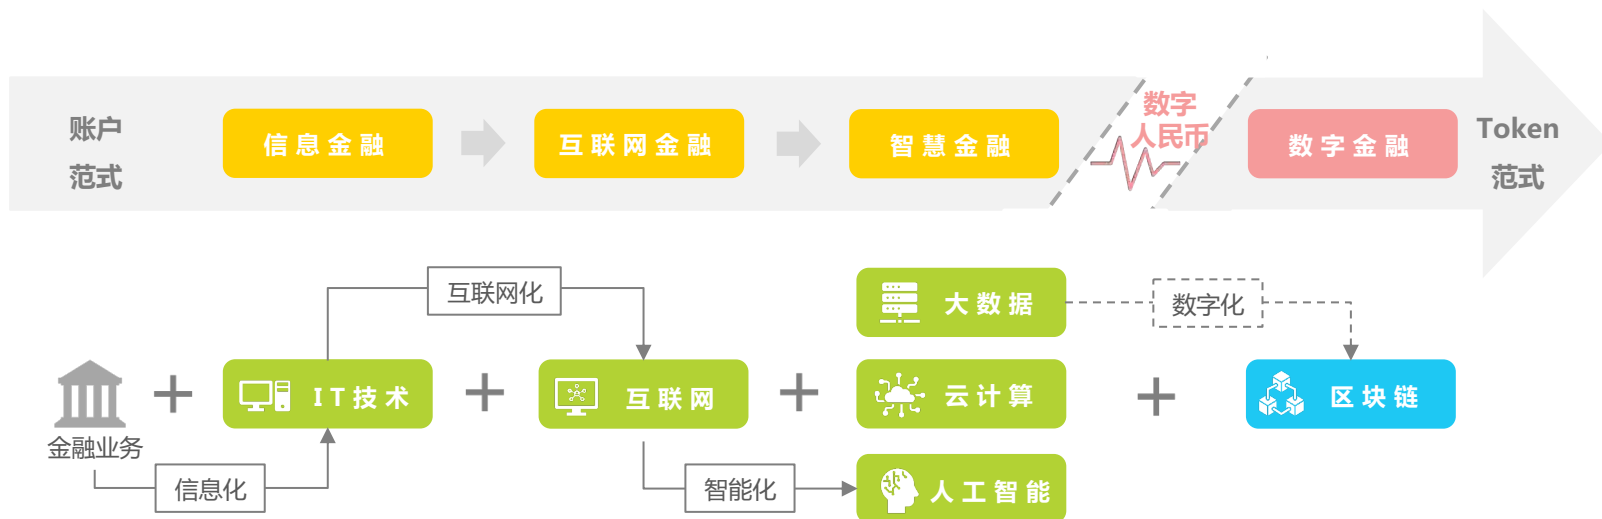 账户
范式
信息金融
互联网金融
智慧金融
数字
人民币
数字金融
Token
范式
互联网化
大数据
数字化
IT技术
互联网
云计算
区块链
金融业务
信息化
智能化
人工智能